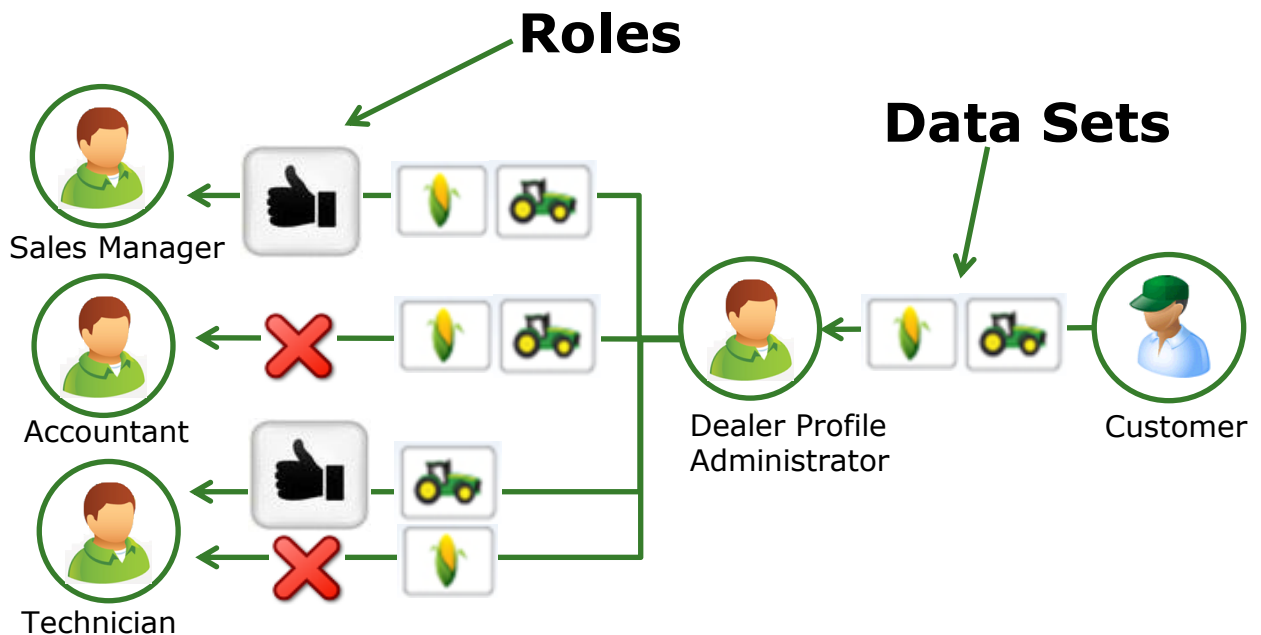 Roles
Data Sets
Sales Manager
Accountant
Dealer Profile
Administrator
Customer
Technician